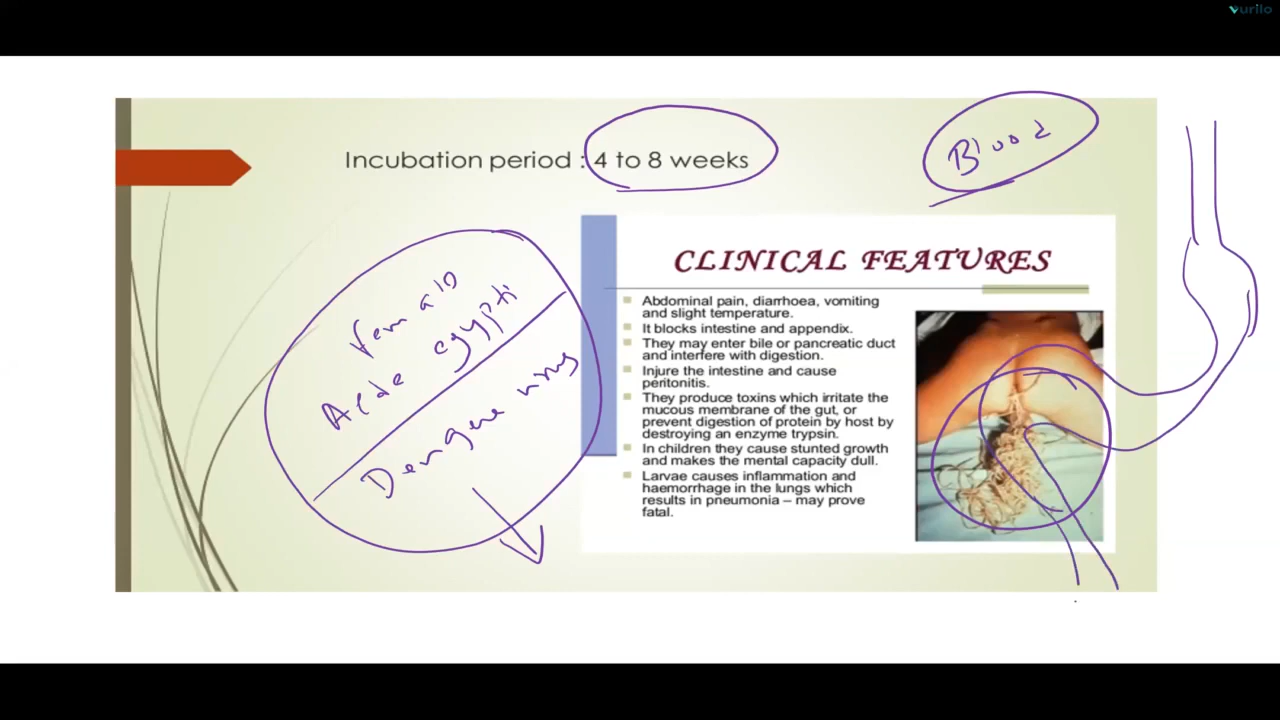 Vurilo
Incubation period : 4 to 8 weeks
Blood
CLINICAL FEATURES
Abdominal pain, diarrhoea, vomiting
and slight temperature.
It blocks intestine and appendix.
They may enter bile or pancreatic duct
and interfere with digestion.
Injure the intestine and cause
peritonitis.
They produce toxins which irritate the
mucous membrane of the gut, or
prevent digestion of protein by host by
destroying an enzyme trypsin.
In children they cause stunted growth
and makes the mental capacity dull.
Larvae causes inflammation and
haemorrhage in the lungs which
results in pneumonia – may prove
fatal.
female
Aede egypti
Dengue virus